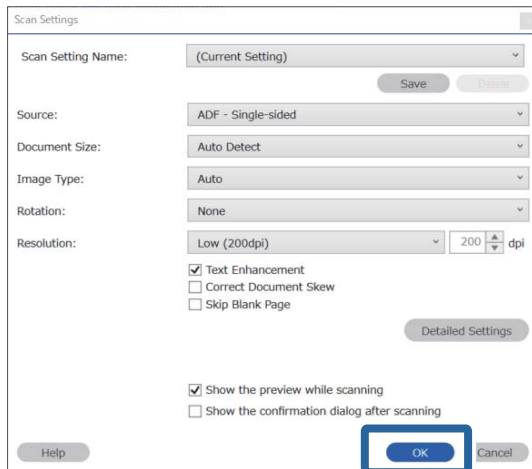 Scan Settings
Scan Setting Name: (Current Setting)
Save Delete
Source: ADF - Single-sided
Document Size: Auto Detect
Image Type: Auto
Rotation: None
Resolution: Low (200dpi) 200 dpi
Text Enhancement
Correct Document Skew
Skip Blank Page
Detailed Settings
Show the preview while scanning
Show the confirmation dialog after scanning
Help OK Cancel